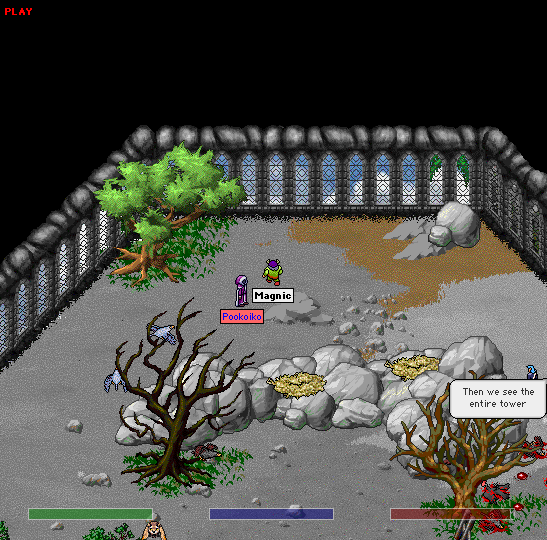 PLAY
Magnic
Pookoiko
Then we see the
entire tower